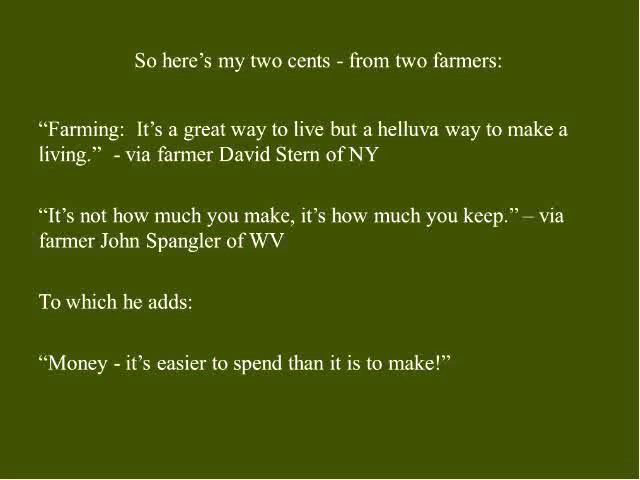 So here’s my two cents - from two farmers:
“Farming:  It’s a great way to live but a helluva way to make a
living.”  - via farmer David Stern of NY
“It’s not how much you make, it’s how much you keep.” – via
farmer John Spangler of WV
To which he adds:
“Money - it’s easier to spend than it is to make!”